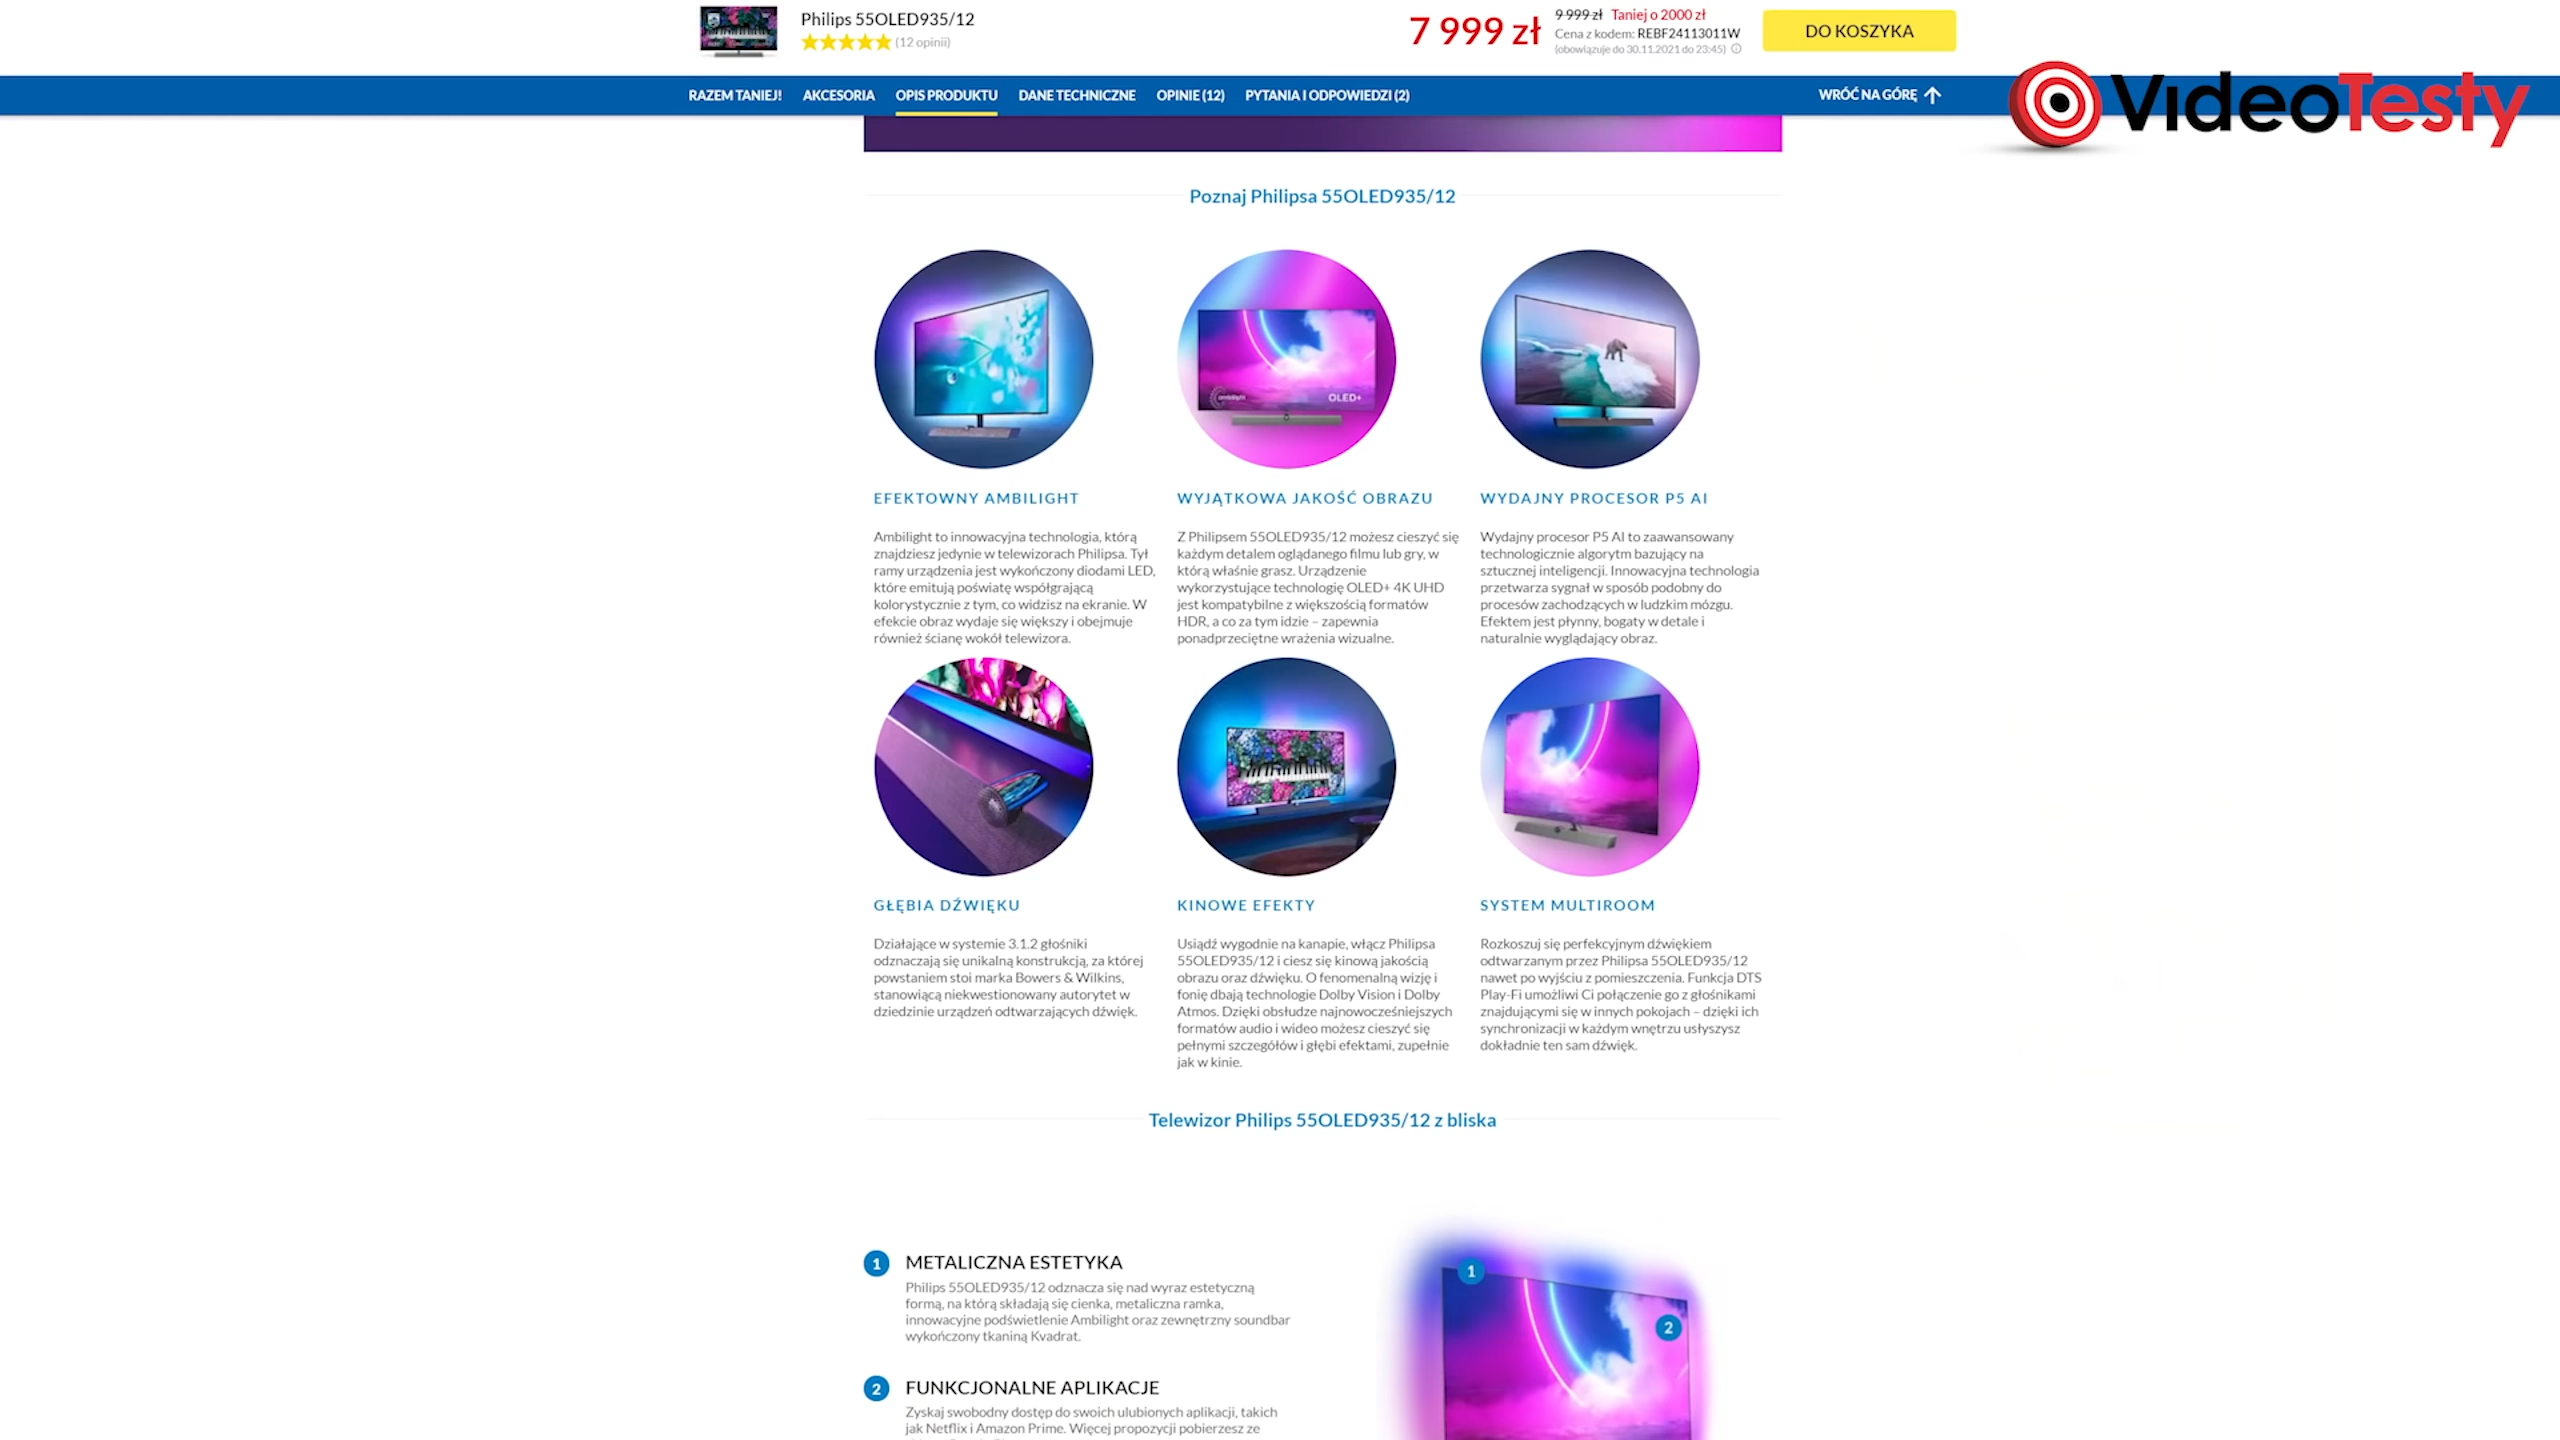 Philips 55OLED935/12
(12 opinii)
7 999 zł
9 999 zł Taniej o 2000 zł
Cena z kodem: REBF24113011W
(obowiązuje do 30.11.2021 do 23:45)
DO KOSZYKA
RAZEM TANIEJ! AKCESORIA OPIS PRODUKTU DANE TECHNICZNE OPINIE (12) PYTANIA I ODPOWIEDZI (2) WRÓĆ NA GÓRĘ
VideoTesty
Poznaj Philipsa 55OLED935/12
ambilight
OLED+
EFEKTOWNY AMBILIGHT
Ambilight to innowacyjna technologia, którą
znajdziesz jedynie w telewizorach Philipsa. Tył
ramy urządzenia jest wykończony diodami LED,
które emitują poświatę współgrającą
kolorystycznie z tym, co widzisz na ekranie. W
efekcie obraz wydaje się większy i obejmuje
również ścianę wokół telewizora.
WYJĄTKOWA JAKOŚĆ OBRAZU
Z Philipsem 55OLED935/12 możesz cieszyć się
każdym detalem oglądanego filmu lub gry, w
którą właśnie grasz. Urządzenie
wykorzystujące technologię OLED+ 4K UHD
jest kompatybilne z większością formatów
HDR, a co za tym idzie – zapewnia
ponadprzeciętne wrażenia wizualne.
WYDAJNY PROCESOR P5 AI
Wydajny procesor P5 AI to zaawansowany
technologicznie algorytm bazujący na
sztucznej inteligencji. Innowacyjna technologia
przetwarza sygnał w sposób podobny do
procesów zachodzących w ludzkim mózgu.
Efektem jest płynny, bogaty w detale i
naturalnie wyglądający obraz.
GŁĘBIA DŹWIĘKU
Działające w systemie 3.1.2 głośniki
odznaczają się unikalną konstrukcją, za której
powstaniem stoi marka Bowers & Wilkins,
stanowiącą niekwestionowany autorytet w
dziedzinie urządzeń odtwarzających dźwięk.
KINOWE EFEKTY
Usiądź wygodnie na kanapie, włącz Philipsa
55OLED935/12 i ciesz się kinową jakością
obrazu oraz dźwięku. O fenomenalną wizję i
fonię dbają technologie Dolby Vision i Dolby
Atmos. Dzięki obsłudze najnowocześniejszych
formatów audio i wideo możesz cieszyć się
pełnymi szczegółów i głębi efektami, zupełnie
jak w kinie.
SYSTEM MULTIROOM
Rozkoszuj się perfekcyjnym dźwiękiem
odtwarzanym przez Philipsa 55OLED935/12
nawet po wyjściu z pomieszczenia. Funkcja DTS
Play-Fi umożliwi Ci połączenie go z głośnikami
znajdującymi się w innych pokojach – dzięki ich
synchronizacji w każdym wnętrzu usłyszysz
dokładnie ten sam dźwięk.
Telewizor Philips 55OLED935/12 z bliska
1 METALICZNA ESTETYKA
Philips 55OLED935/12 odznacza się nad wyraz estetyczną
formą, na którą składają się cienka, metaliczna ramka,
innowacyjne podświetlenie Ambilight oraz zewnętrzny soundbar
wykończony tkaniną Kvadrat.
2 FUNKCJONALNE APLIKACJE
Zyskaj swobodny dostęp do swoich ulubionych aplikacji, takich
jak Netflix i Amazon Prime. Więcej propozycji pobierzesz ze
1
2